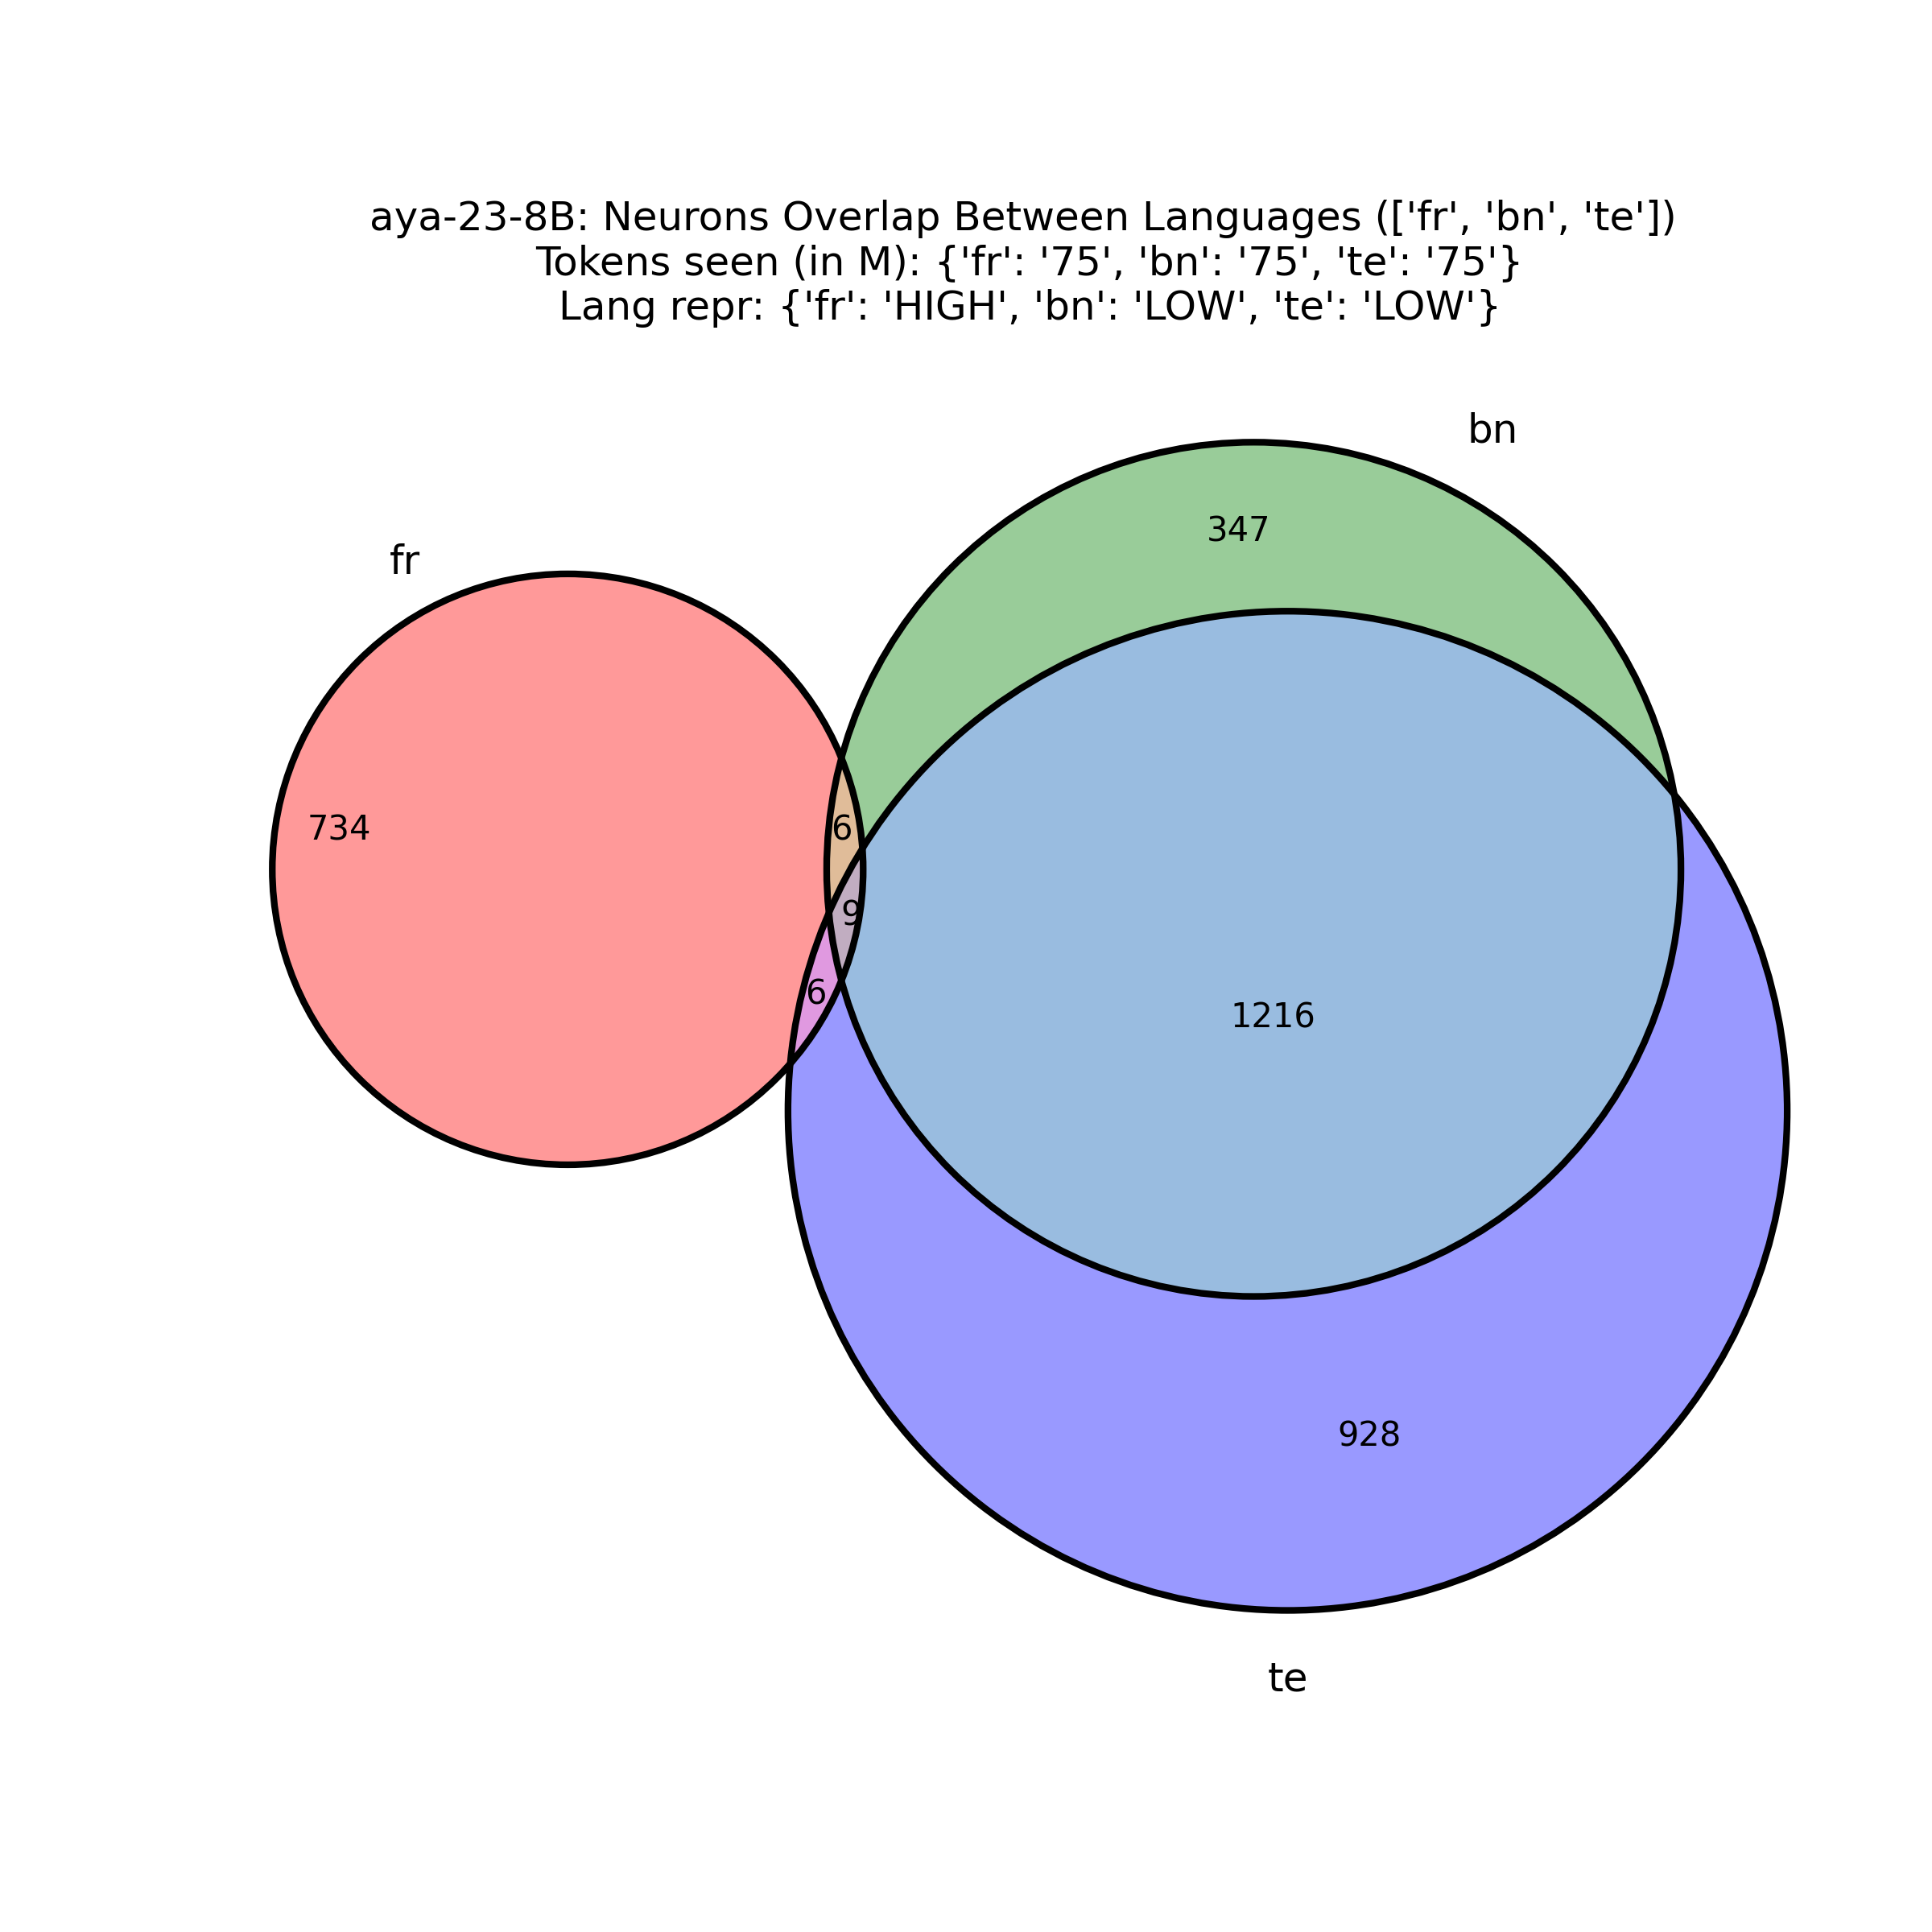 aya-23-8B: Neurons Overlap Between Languages (['fr', 'bn', 'te'])
Tokens seen (in M): {'fr': '75', 'bn': '75', 'te': '75'}
Lang repr: {'fr': 'HIGH', 'bn': 'LOW', 'te': 'LOW'}
bn
347
fr
734
6
9
6
1216
928
te